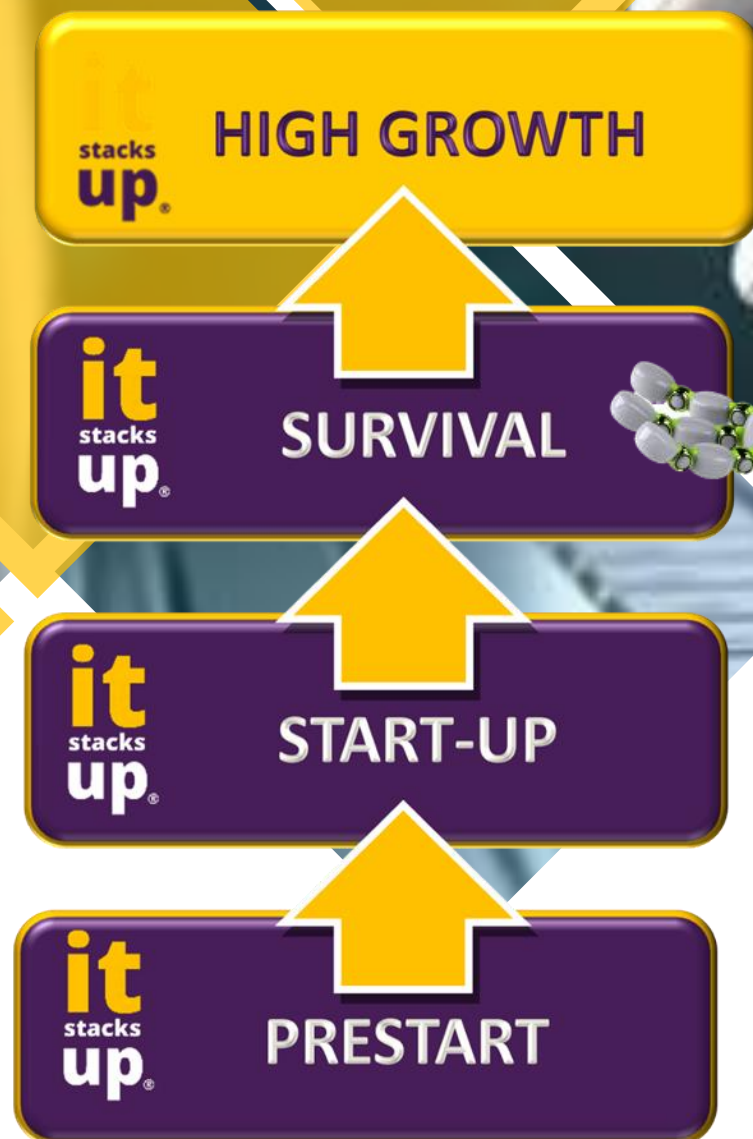 it
stacks
up®
HIGH GROWTH
it
stacks
up®
SURVIVAL
it
stacks
up®
START-UP
it
stacks
up®
PRESTART